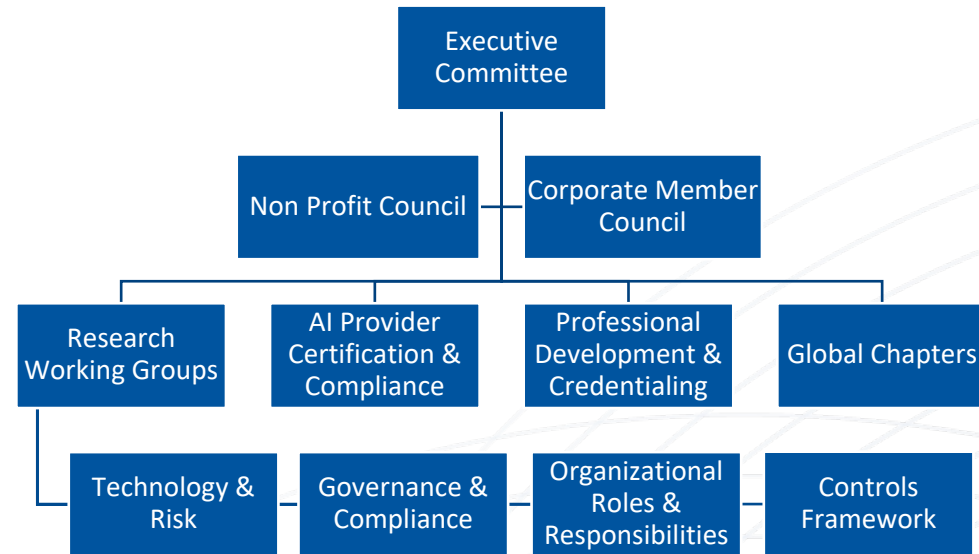 Executive
Committee
Non Profit Council
Corporate Member
Council
Research
Working Groups
AI Provider
Certification &
Compliance
Professional
Development &
Credentialing
Global Chapters
Technology &
Risk
Governance &
Compliance
Organizational
Roles &
Responsibilities
Controls
Framework